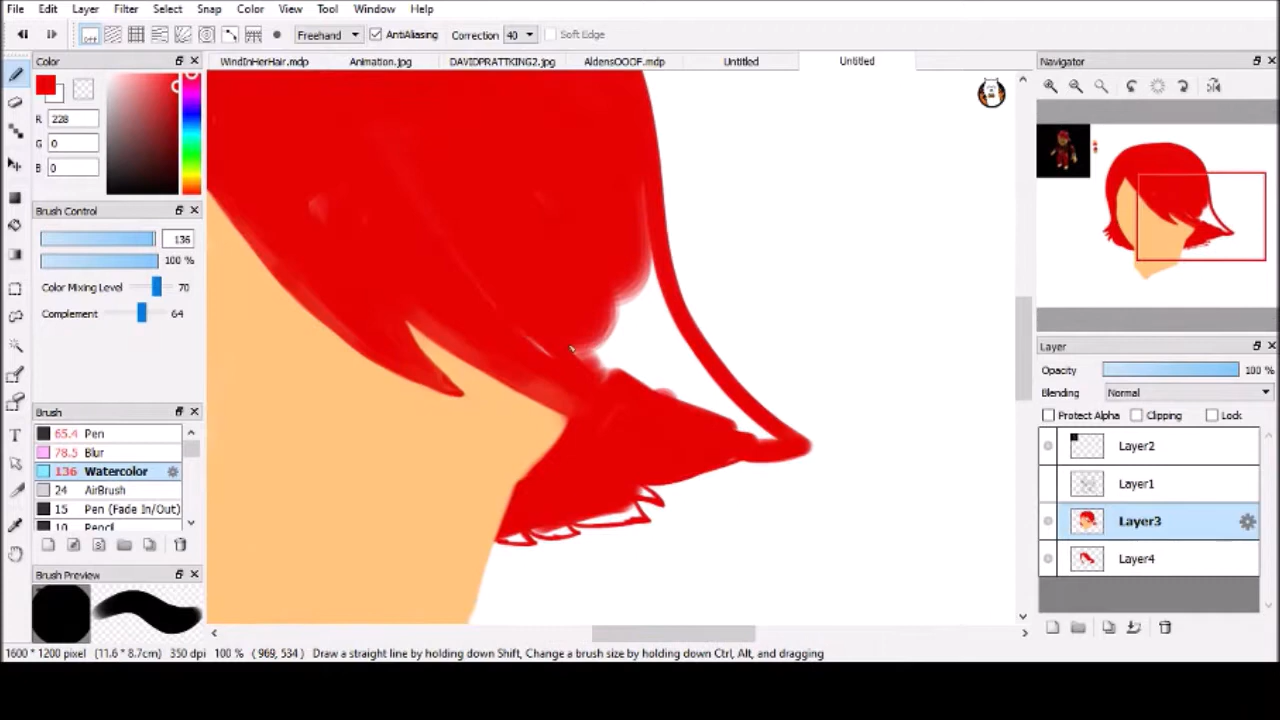 File Edit Layer Filter Select Snap Color View Tool Window Help
Off Freehand AntiAliasing Correction 40 Soft Edge
Color WindInHerHair.mdp Animation.jpg DAVIDPRATTKING2.jpg AldensOOOF.mdp Untitled Untitled Navigator
R 228
G 0
B 0
Brush Control
136
100 %
Color Mixing Level 70
Complement 64
Brush
65.4 Pen
78.5 Blur
136 Watercolor
24 AirBrush
15 Pen (Fade In/Out)
10 Pencil
Brush Preview
Layer
Opacity 100 %
Blending Normal
Protect Alpha Clipping Lock
Layer2
Layer1
Layer3
Layer4
1600 * 1200 pixel (11.6 * 8.7cm) 350 dpi 100 % ( 969, 534 ) Draw a straight line by holding down Shift, Change a brush size by holding down Ctrl, Alt, and dragging